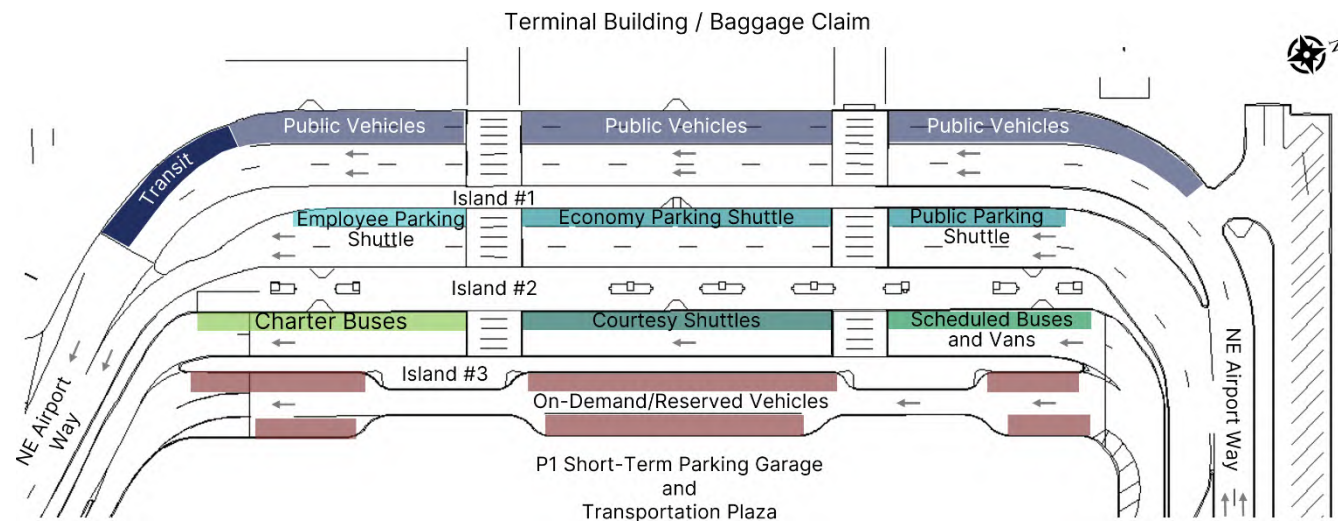 Terminal Building / Baggage Claim
Public Vehicles
Public Vehicles
Public Vehicles
Transit
Island #1
Employee Parking
Shuttle
Economy Parking Shuttle
Public Parking
Shuttle
Island #2
Charter Buses
Courtesy Shuttles
Scheduled Buses
and Vans
Island #3
On-Demand/Reserved Vehicles
NE Airport
Way
NE Airport Way
P1 Short-Term Parking Garage
and
Transportation Plaza